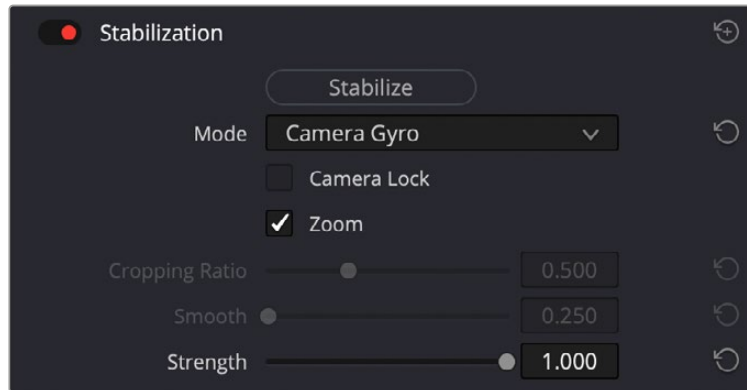 Stabilization
Stabilize
Mode Camera Gyro
Camera Lock
Zoom
Cropping Ratio 0.500
Smooth 0.250
Strength 1.000